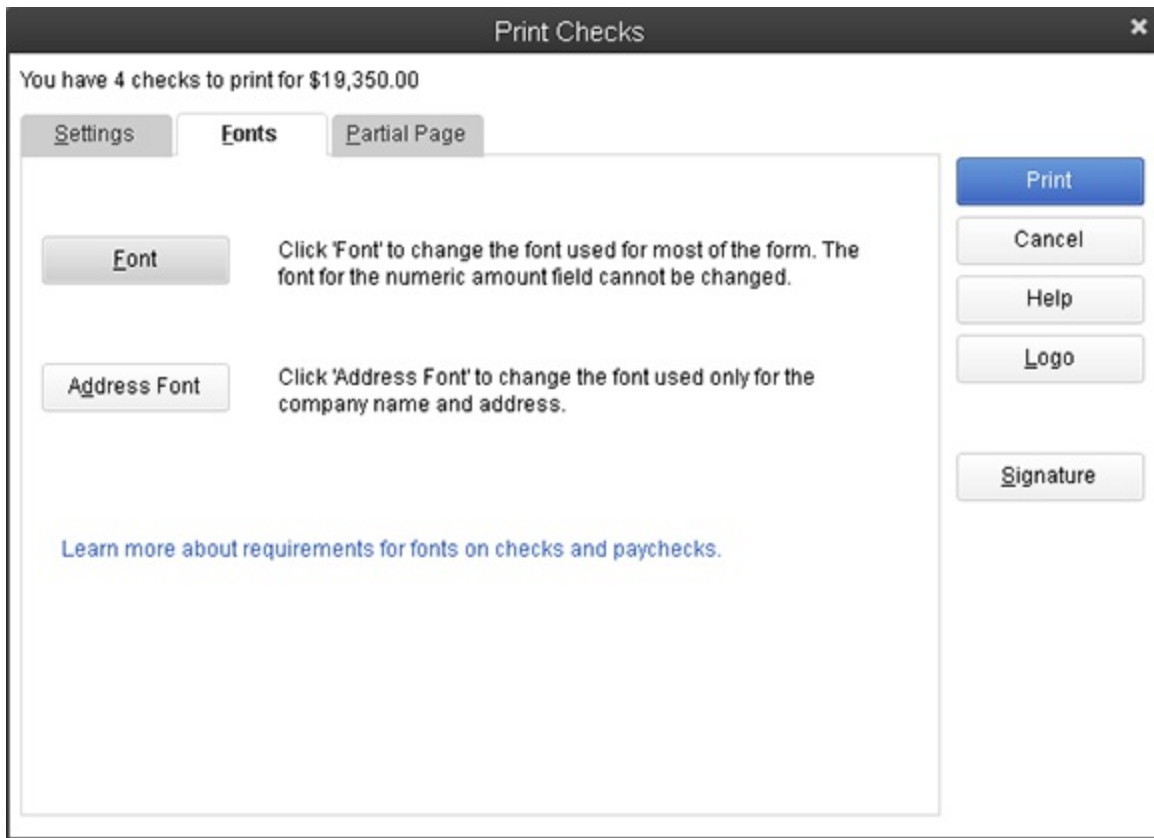 Print Checks
You have 4 checks to print for $19,350.00
Settings Fonts Partial Page
Print
Cancel
Help
Logo
Signature
Font
Click 'Font' to change the font used for most of the form. The
font for the numeric amount field cannot be changed.
Address Font
Click 'Address Font' to change the font used only for the
company name and address.
Learn more about requirements for fonts on checks and paychecks.